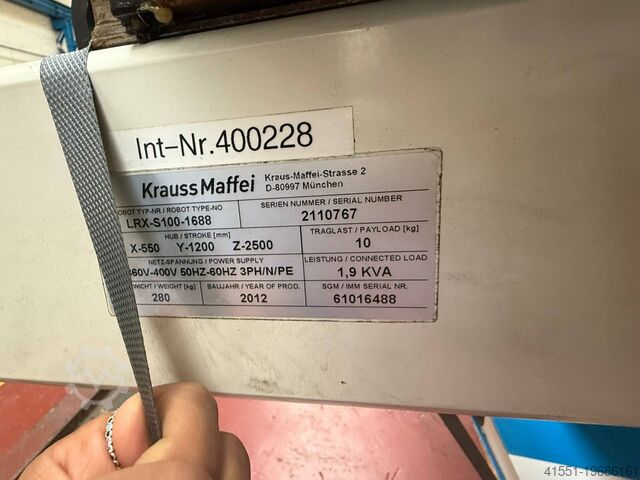 Int-Nr.400228
KraussMaffei
Kraus-Maffei-Strasse 2
D-80997 München
ROBOT TYP-NR / ROBOT TYPE-NO
SERIEN NUMMER / SERIAL NUMBER
LRX-S100-1688
2110767
HUB / STROKE [mm]
TRAGLAST / PAYLOAD [kg]
X-550 Y-1200 Z-2500
10
NETZ-SPANNUNG / POWER SUPPLY
LEISTUNG / CONNECTED LOAD
60V-400V 50HZ-60HZ 3PH/N/PE
1,9 KVA
WICHT / WEIGHT [kg]
BAUJAHR / YEAR OF PROD.
SGM / IMM SERIAL NR.
280
2012
61016488
41551-19686161